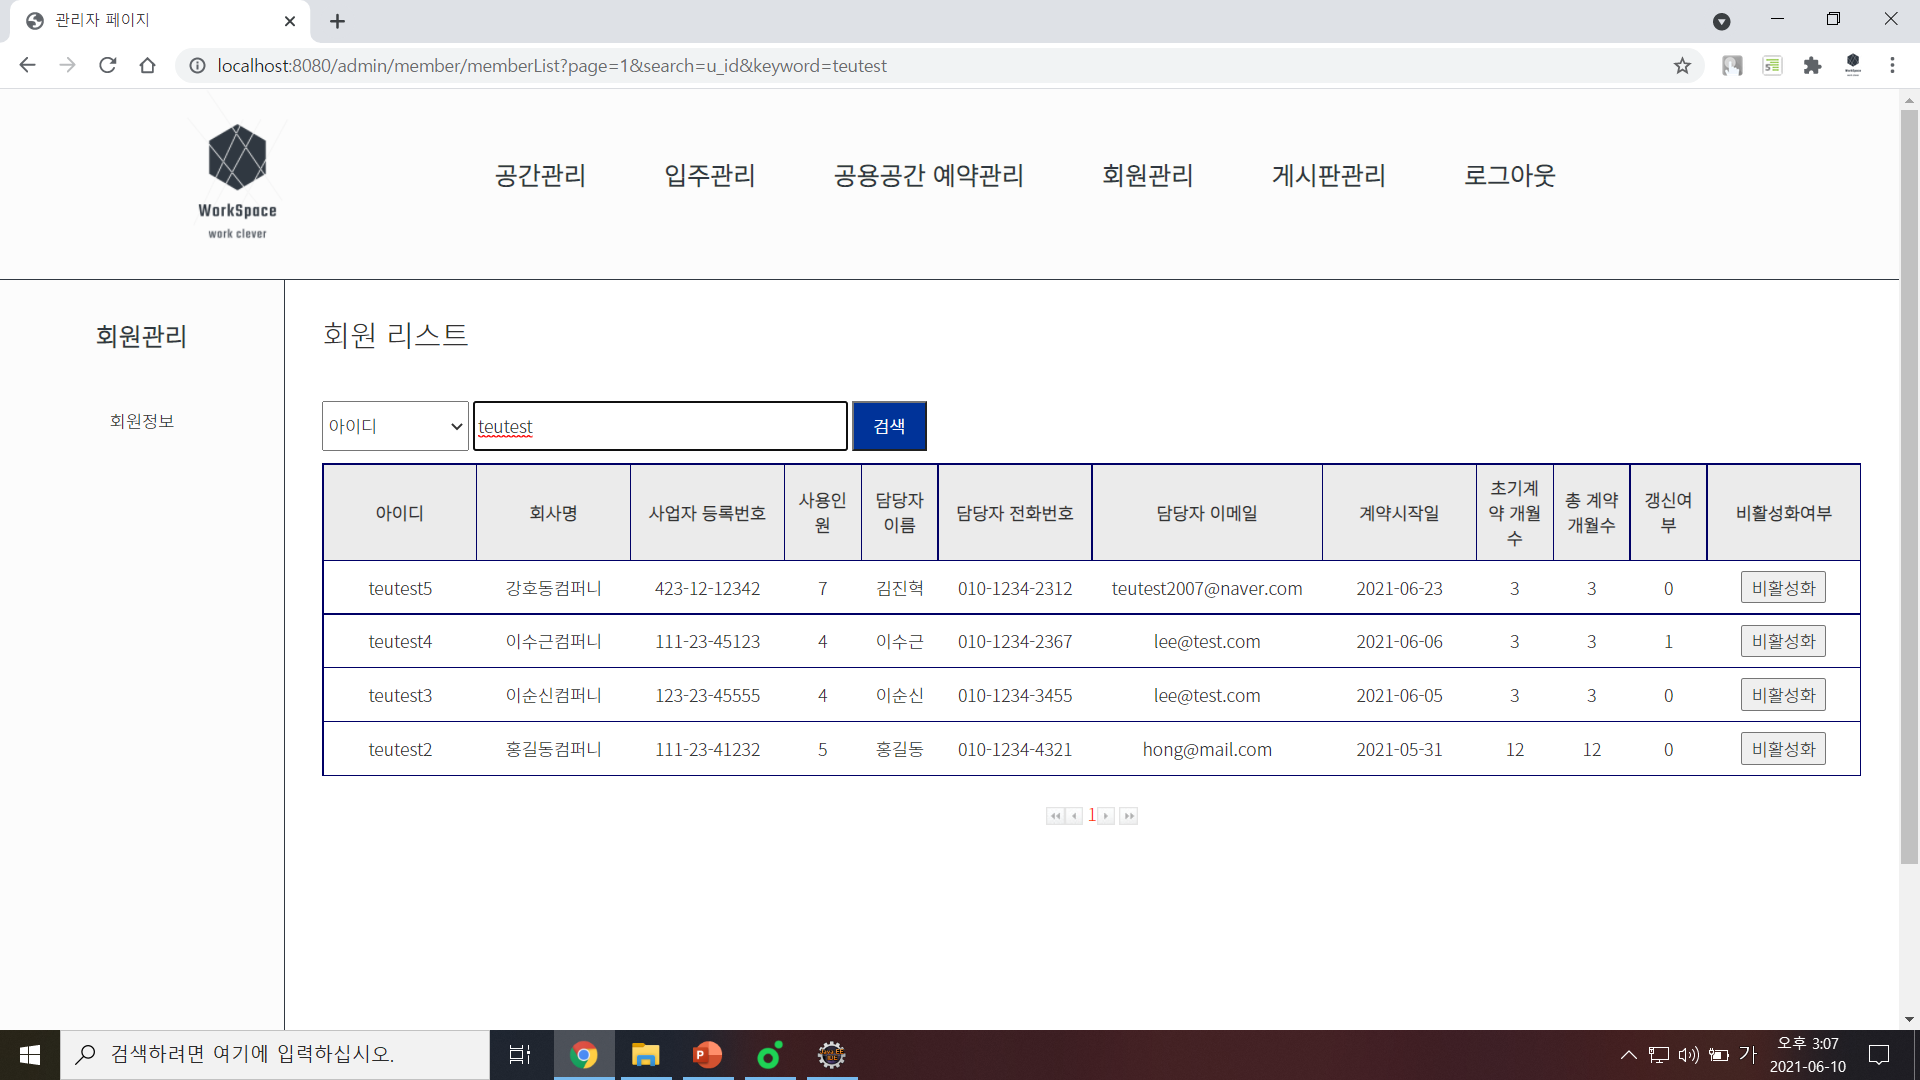 관리자 페이지
localhost:8080/admin/member/memberList?page=1&search=u_id&keyword=teutest
WorkSpace
work clever
공간관리 입주관리 공용공간 예약관리 회원관리 게시판관리 로그아웃
회원관리
회원정보
회원 리스트
아이디 teutest 검색
아이디 회사명 사업자 등록번호 사용인원 담당자 이름 담당자 전화번호 담당자 이메일 계약시작일 초기계약 개월수 총 계약 개월수 갱신여부 비활성화여부
teutest5 강호동컴퍼니 423-12-12342 7 김진혁 010-1234-2312 teutest2007@naver.com 2021-06-23 3 3 0 비활성화
teutest4 이수근컴퍼니 111-23-45123 4 이수근 010-1234-2367 lee@test.com 2021-06-06 3 3 1 비활성화
teutest3 이순신컴퍼니 123-23-45555 4 이순신 010-1234-3455 lee@test.com 2021-06-05 3 3 0 비활성화
teutest2 홍길동컴퍼니 111-23-41232 5 홍길동 010-1234-4321 hong@mail.com 2021-05-31 12 12 0 비활성화
1
검색하려면 여기에 입력하십시오.
가
오후 3:07
2021-06-10